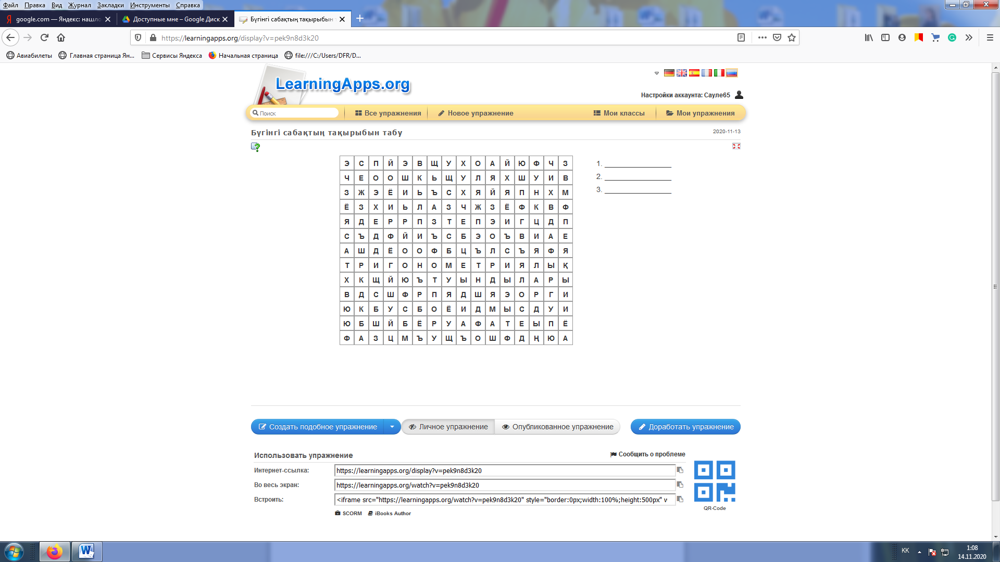 Файл Правка Вид Журнал Закладки Инструменты Справка
google.com — Яндекс: нашло
Доступные мне – Google Диск
Бүгінгі сабақтың тақырыбын
https://learningapps.org/display?v=pek9n8d3k20
Авиабилеты Главная страница Ян... Сервисы Яндекса Начальная страница file:///C:/Users/DFR/D...
LearningApps.org
Настройки аккаунта: Сауле65
Поиск Все упражнения Новое упражнение Мои классы Мои упражнения
Бүгінгі сабақтың тақырыбын табу 2020-11-13
Э С П Й Э В Щ У Х О А Й Ю Ф Ч З
Ч Е О О Ш К Ь Щ У Л Я Х Ш У И В
З Ж Э Ё И Ь Ъ С Х Я Й Я П Н Х М
Ё З Х И Ь Л А З Ч Ж З Ё Ф К В Ф
Я Д Е Р Р П З Т Е П Э И Г Ц Д П
С Ъ Д Ф Й И Ъ С Б Э О Ъ В И А Е
А Ш Д Ё О О Ф Б Ц Ъ Л С Ъ Я Ф Я
Т Р И Г О Н О М Е Т Р И Я Л Ы Қ
Х К Щ Й Ю Ъ Т У Ы Н Д Ы Л А Р Ы
В Д С Ш Ф Р П Я Д Ш Я Э О Р Г И
Ю К Б У С Б О Ё И Д М Ы С Д У И
Ю Б Ш Й Б Ё Р У А Ф А Т Е Ы П Ё
Ф А З Ц М Ъ У Щ Ъ О Ш Ф Д Ң Ю А
1. ________________
2. ________________
3. ________________
Создать подобное упражнение Личное упражнение Опубликованное упражнение Доработать упражнение
Использовать упражнение Сообщить о проблеме
Интернет-ссылка: https://learningapps.org/display?v=pek9n8d3k20
Во весь экран: https://learningapps.org/watch?v=pek9n8d3k20
Встроить: <iframe src="https://learningapps.org/watch?v=pek9n8d3k20" style="border:0px;width:100%;height:500px" w
QR-Code
SCORM iBooks Author
KK
1:08
14.11.2020